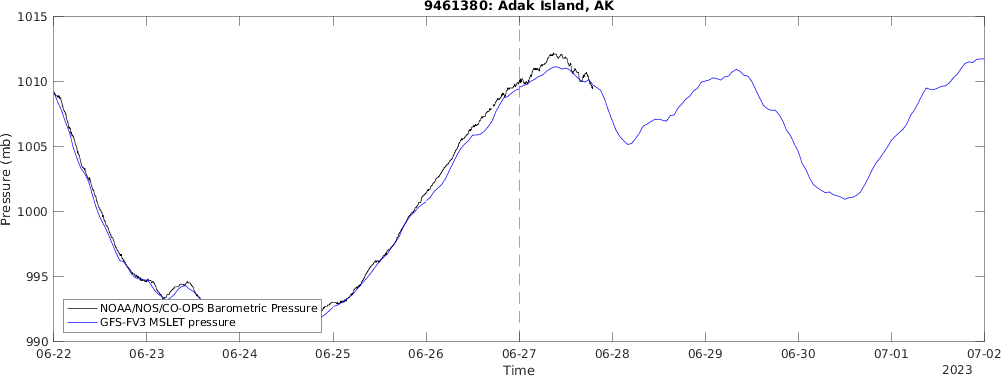 9461380: Adak Island, AK
1015
1010
1005
1000
995
990
Pressure (mb)
NOAA/NOS/CO-OPS Barometric Pressure
GFS-FV3 MSLET pressure
06-22 06-23 06-24 06-25 06-26 06-27 06-28 06-29 06-30 07-01 07-02
Time
2023